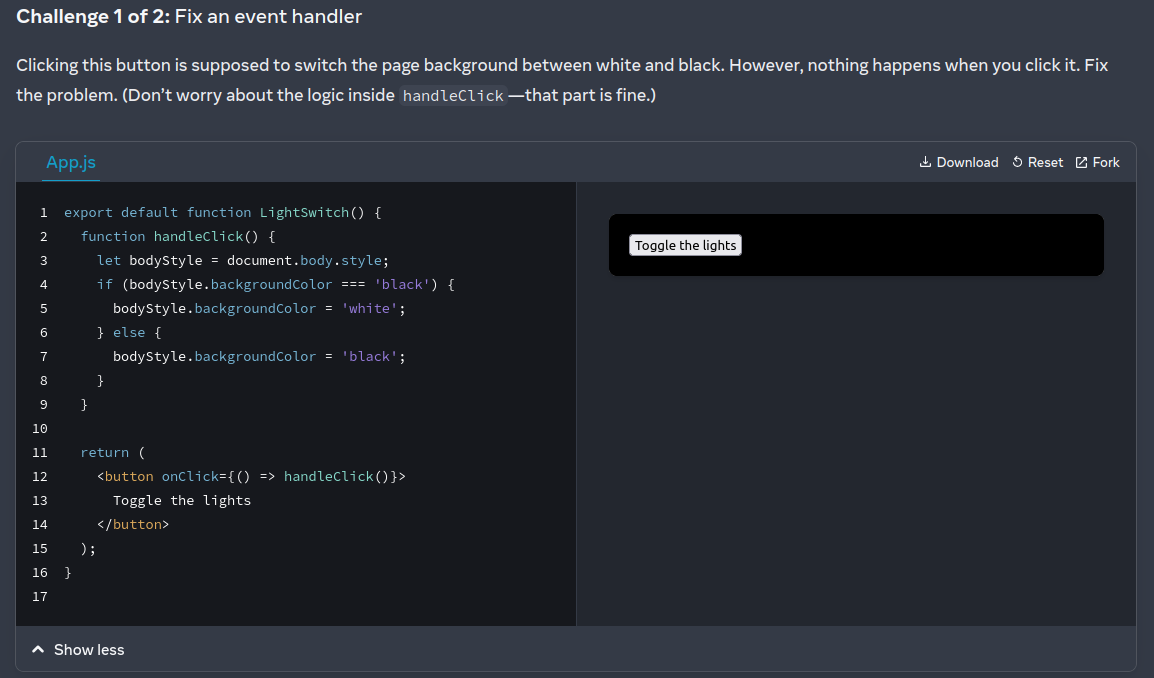 Challenge 1 of 2: Fix an event handler
Clicking this button is supposed to switch the page background between white and black. However, nothing happens when you click it. Fix
the problem. (Don’t worry about the logic inside handleClick—that part is fine.)
App.js
Download Reset Fork
1 export default function LightSwitch() {
2   function handleClick() {
3     let bodyStyle = document.body.style;
4     if (bodyStyle.backgroundColor === 'black') {
5       bodyStyle.backgroundColor = 'white';
6     } else {
7       bodyStyle.backgroundColor = 'black';
8     }
9   }
10
11   return (
12     <button onClick={() => handleClick()}>
13       Toggle the lights
14     </button>
15   );
16 }
17
Toggle the lights
Show less